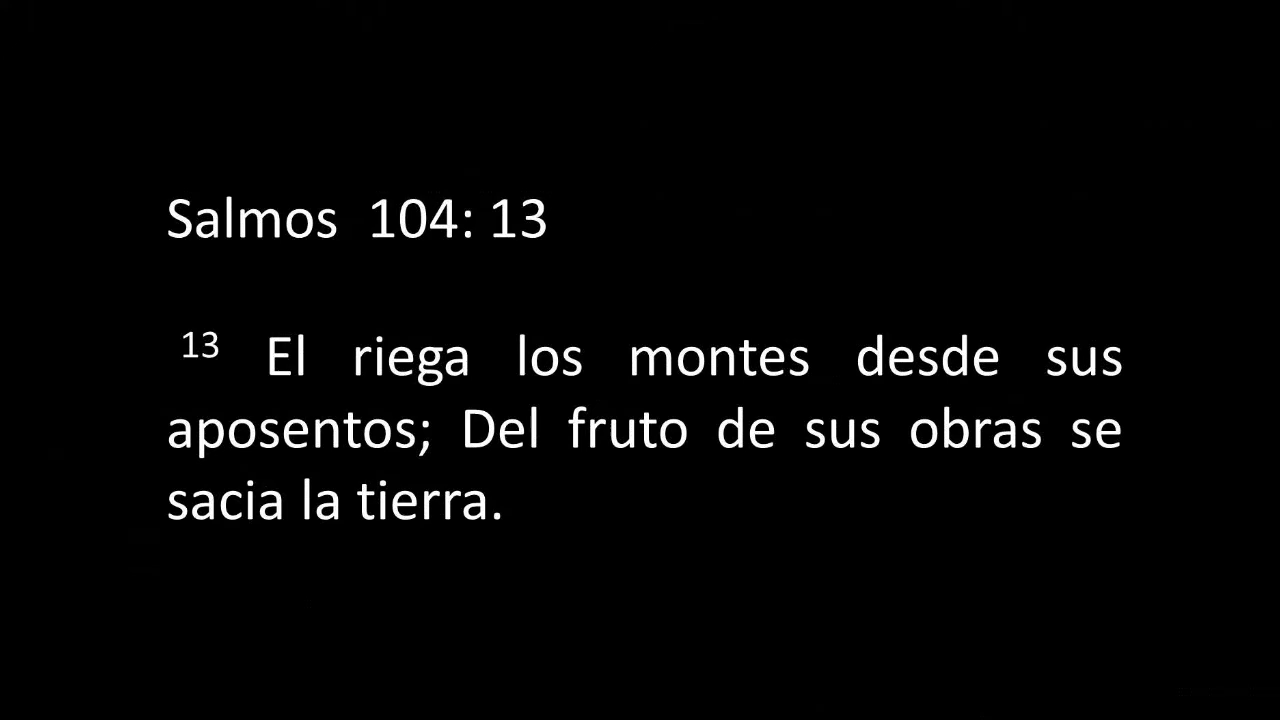 Salmos 104: 13
13 El riega los montes desde sus
aposentos; Del fruto de sus obras se
sacia la tierra.